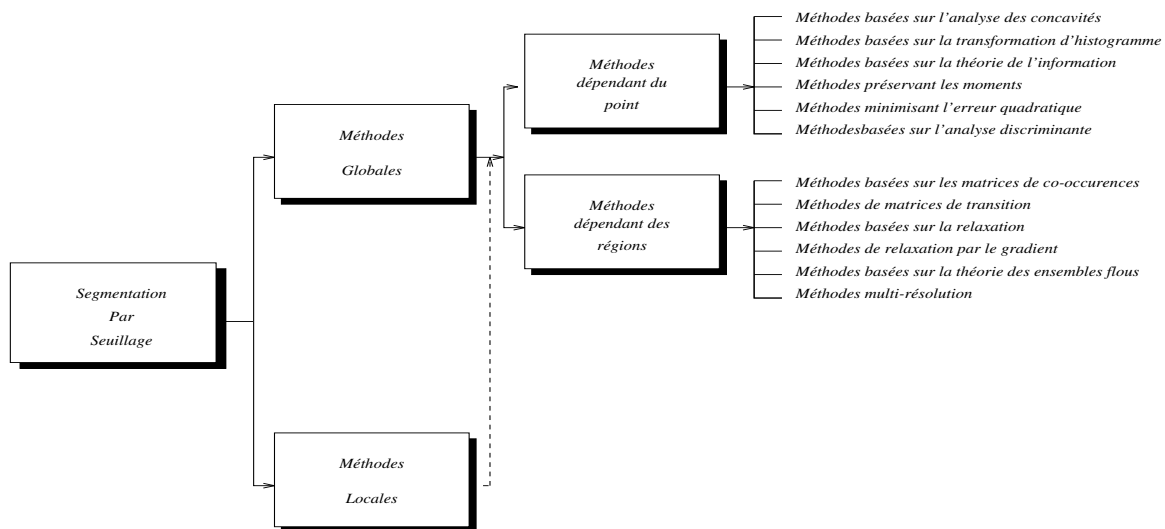 Segmentation
Par
Seuillage
Méthodes
Globales
Méthodes
Locales
Méthodes
dépendant du
point
Méthodes
dépendant des
régions
Méthodes basées sur l'analyse des concavités
Méthodes basées sur la transformation d'histogramme
Méthodes basées sur la théorie de l'information
Méthodes préservant les moments
Méthodes minimisant l'erreur quadratique
Méthodesbasées sur l'analyse discriminante
Méthodes basées sur les matrices de co-occurences
Méthodes de matrices de transition
Méthodes basées sur la relaxation
Méthodes de relaxation par le gradient
Méthodes basées sur la théorie des ensembles flous
Méthodes multi-résolution